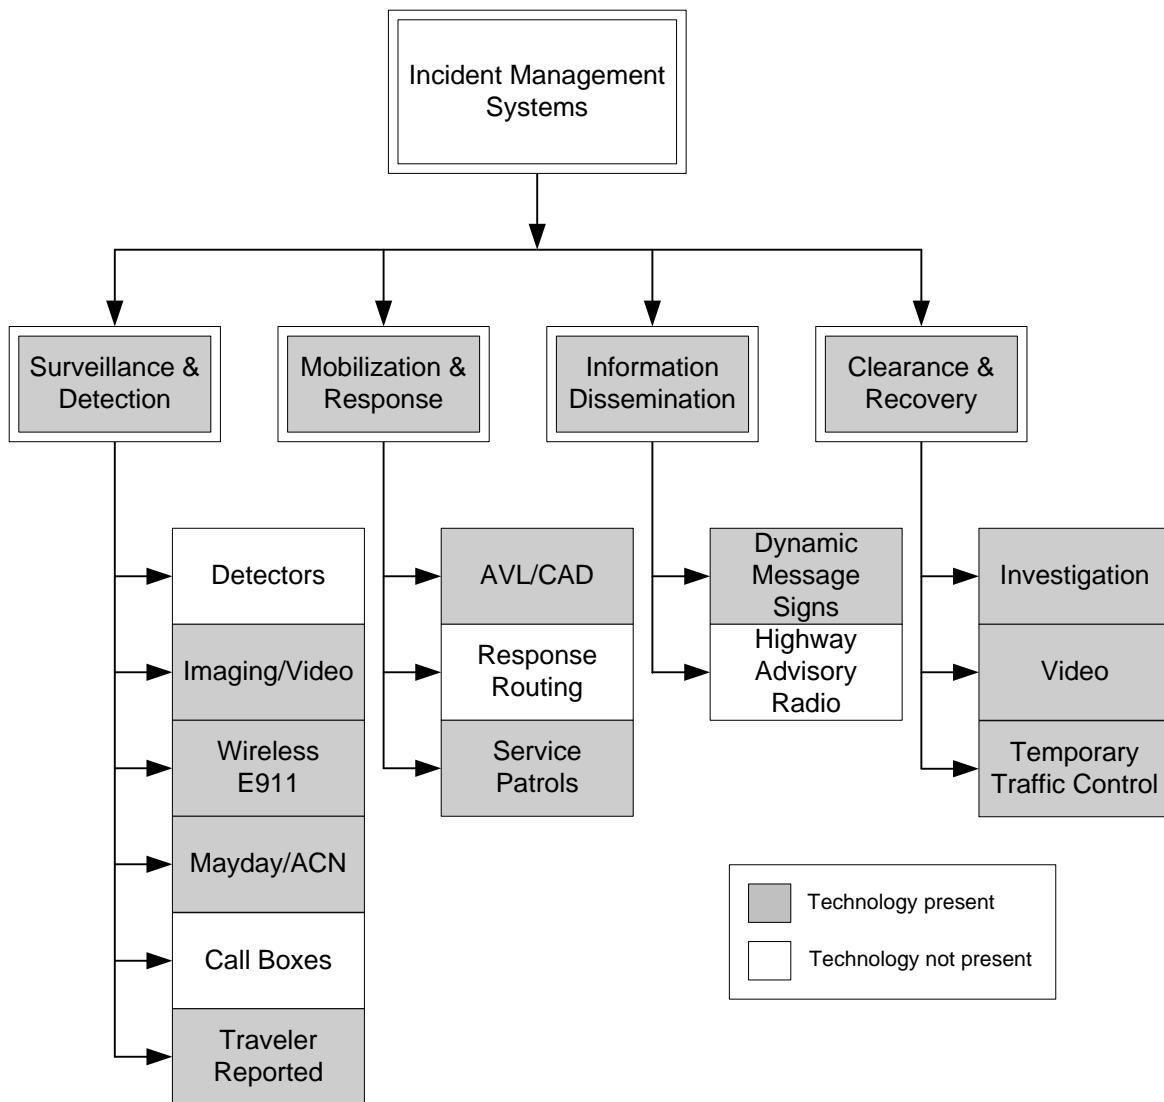 Incident Management
Systems
Surveillance &
Detection
Mobilization &
Response
Information
Dissemination
Clearance &
Recovery
Detectors
Imaging/Video
Wireless
E911
Mayday/ACN
Call Boxes
Traveler
Reported
AVL/CAD
Response
Routing
Service
Patrols
Dynamic
Message
Signs
Highway
Advisory
Radio
Investigation
Video
Temporary
Traffic Control
Technology present
Technology not present